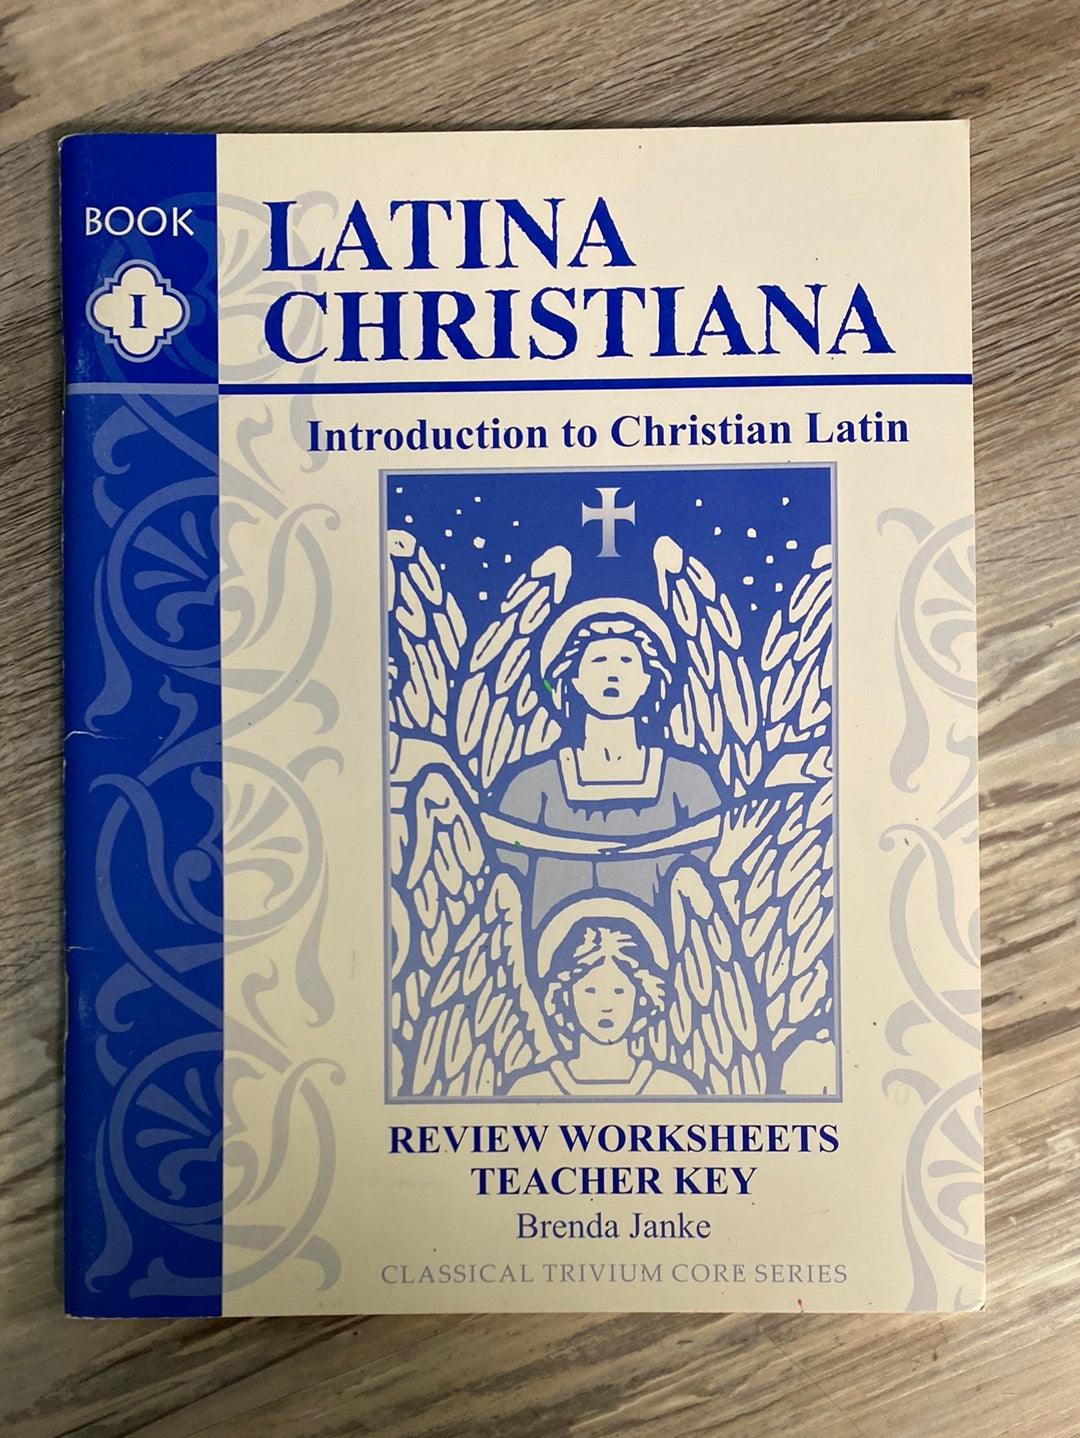 BOOK
I
LATINA
CHRISTIANA
Introduction to Christian Latin
REVIEW WORKSHEETS
TEACHER KEY
Brenda Janke
CLASSICAL TRIVIUM CORE SERIES